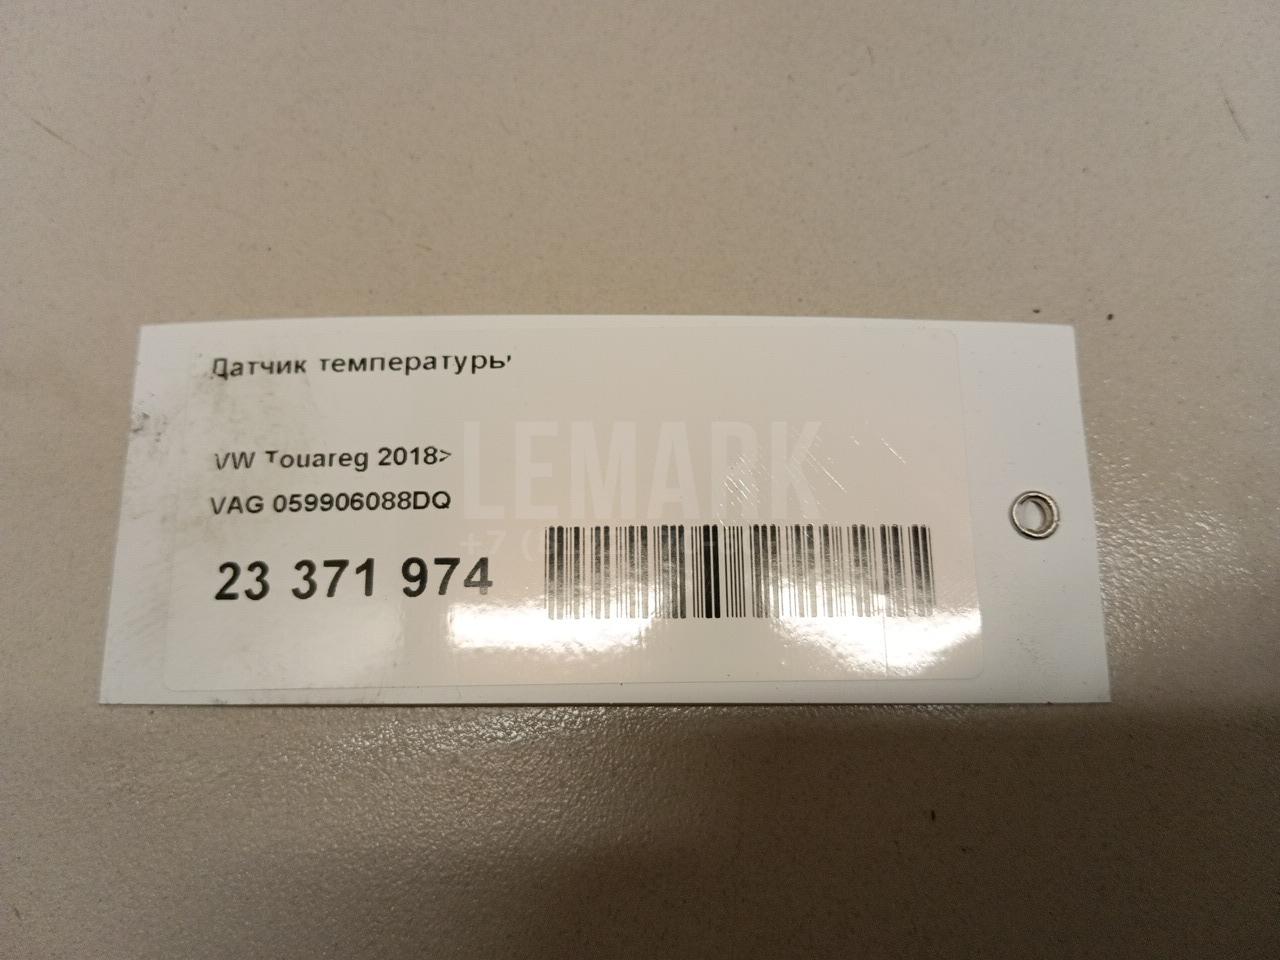 Датчик температуры
VW Touareg 2018>
VAG 059906088DQ
23 371 974
LEMARK